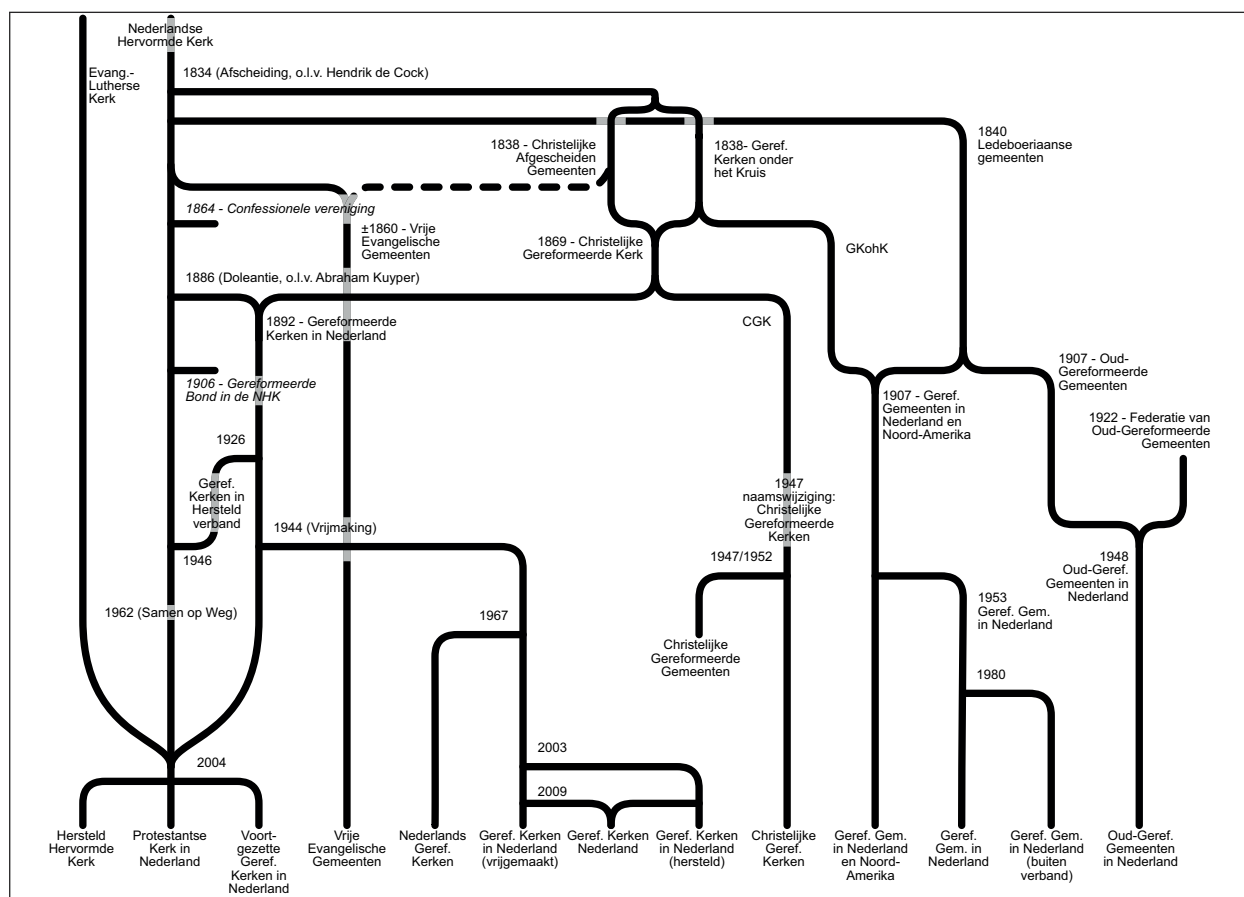 Nederlandse
Hervormde Kerk
Evang.-
Lutherse
Kerk
1834 (Afscheiding, o.l.v. Hendrik de Cock)
1838 - Christelijke
Afgescheiden
Gemeenten
1838- Geref.
Kerken onder
het Kruis
1840
Ledeboeriaanse
gemeenten
1864 - Confessionele vereniging
±1860 - Vrije
Evangelische
Gemeenten
1869 - Christelijke
Gereformeerde Kerk
GKohK
1886 (Doleantie, o.l.v. Abraham Kuyper)
1892 - Gereformeerde
Kerken in Nederland
CGK
1906 - Gereformeerde
Bond in de NHK
1907 - Oud-
Gereformeerde
Gemeenten
1907 - Geref.
Gemeenten in
Nederland en
Noord-Amerika
1922 - Federatie van
Oud-Gereformeerde
Gemeenten
1926
Geref.
Kerken in
Hersteld
verband
1946
1944 (Vrijmaking)
1947
naamswijziging:
Christelijke
Gereformeerde
Kerken
1947/1952
Christelijke
Gereformeerde
Gemeenten
1948
Oud-Geref.
Gemeenten in
Nederland
1953
Geref. Gem.
in Nederland
1962 (Samen op Weg)
1967
1980
2003
2004
2009
Hersteld
Hervormde
Kerk
Protestantse
Kerk in
Nederland
Voort-
gezette
Geref.
Kerken in
Nederland
Vrije
Evangelische
Gemeenten
Nederlands
Geref.
Kerken
Geref. Kerken
in Nederland
(vrijgemaakt)
Geref. Kerken
Nederland
Geref. Kerken
in Nederland
(hersteld)
Christelijke
Geref.
Kerken
Geref. Gem.
in Nederland
en Noord-
Amerika
Geref.
Gem. in
Nederland
Geref. Gem.
in Nederland
(buiten
verband)
Oud-Geref.
Gemeenten
in Nederland